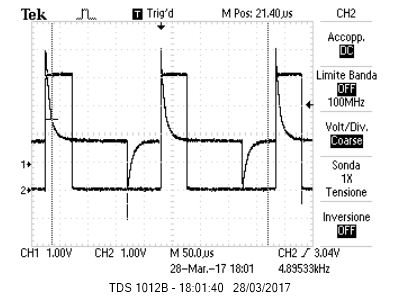 Tek T Trig'd M Pos: 21.40µs CH2
Accopp.
DC
Limite Banda
OFF
100MHz
Volt/Div.
Coarse
Sonda
1X
Tensione
Inversione
OFF
1
2
CH1 1.00V CH2 1.00V M 50.0µs CH2 / 3.04V
28-Mar.-17 18:01 4.89533kHz
TDS 1012B - 18:01:40 28/03/2017